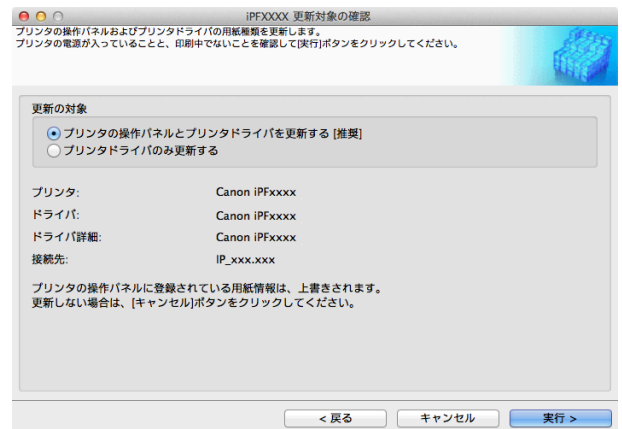 iPFXXXX 更新対象の確認
プリンタの操作パネルおよびプリンタドライバの用紙種類を更新します。
プリンタの電源が入っていることと、印刷中でないことを確認して[実行]ボタンをクリックしてください。
更新の対象
プリンタの操作パネルとプリンタドライバを更新する [推奨]
プリンタドライバのみ更新する
プリンタ: Canon iPFxxxx
ドライバ: Canon iPFxxxx
ドライバ詳細: Canon iPFxxxx
接続先: IP_xxx.xxx
プリンタの操作パネルに登録されている用紙情報は、上書きされます。
更新しない場合は、[キャンセル]ボタンをクリックしてください。
< 戻る キャンセル 実行 >